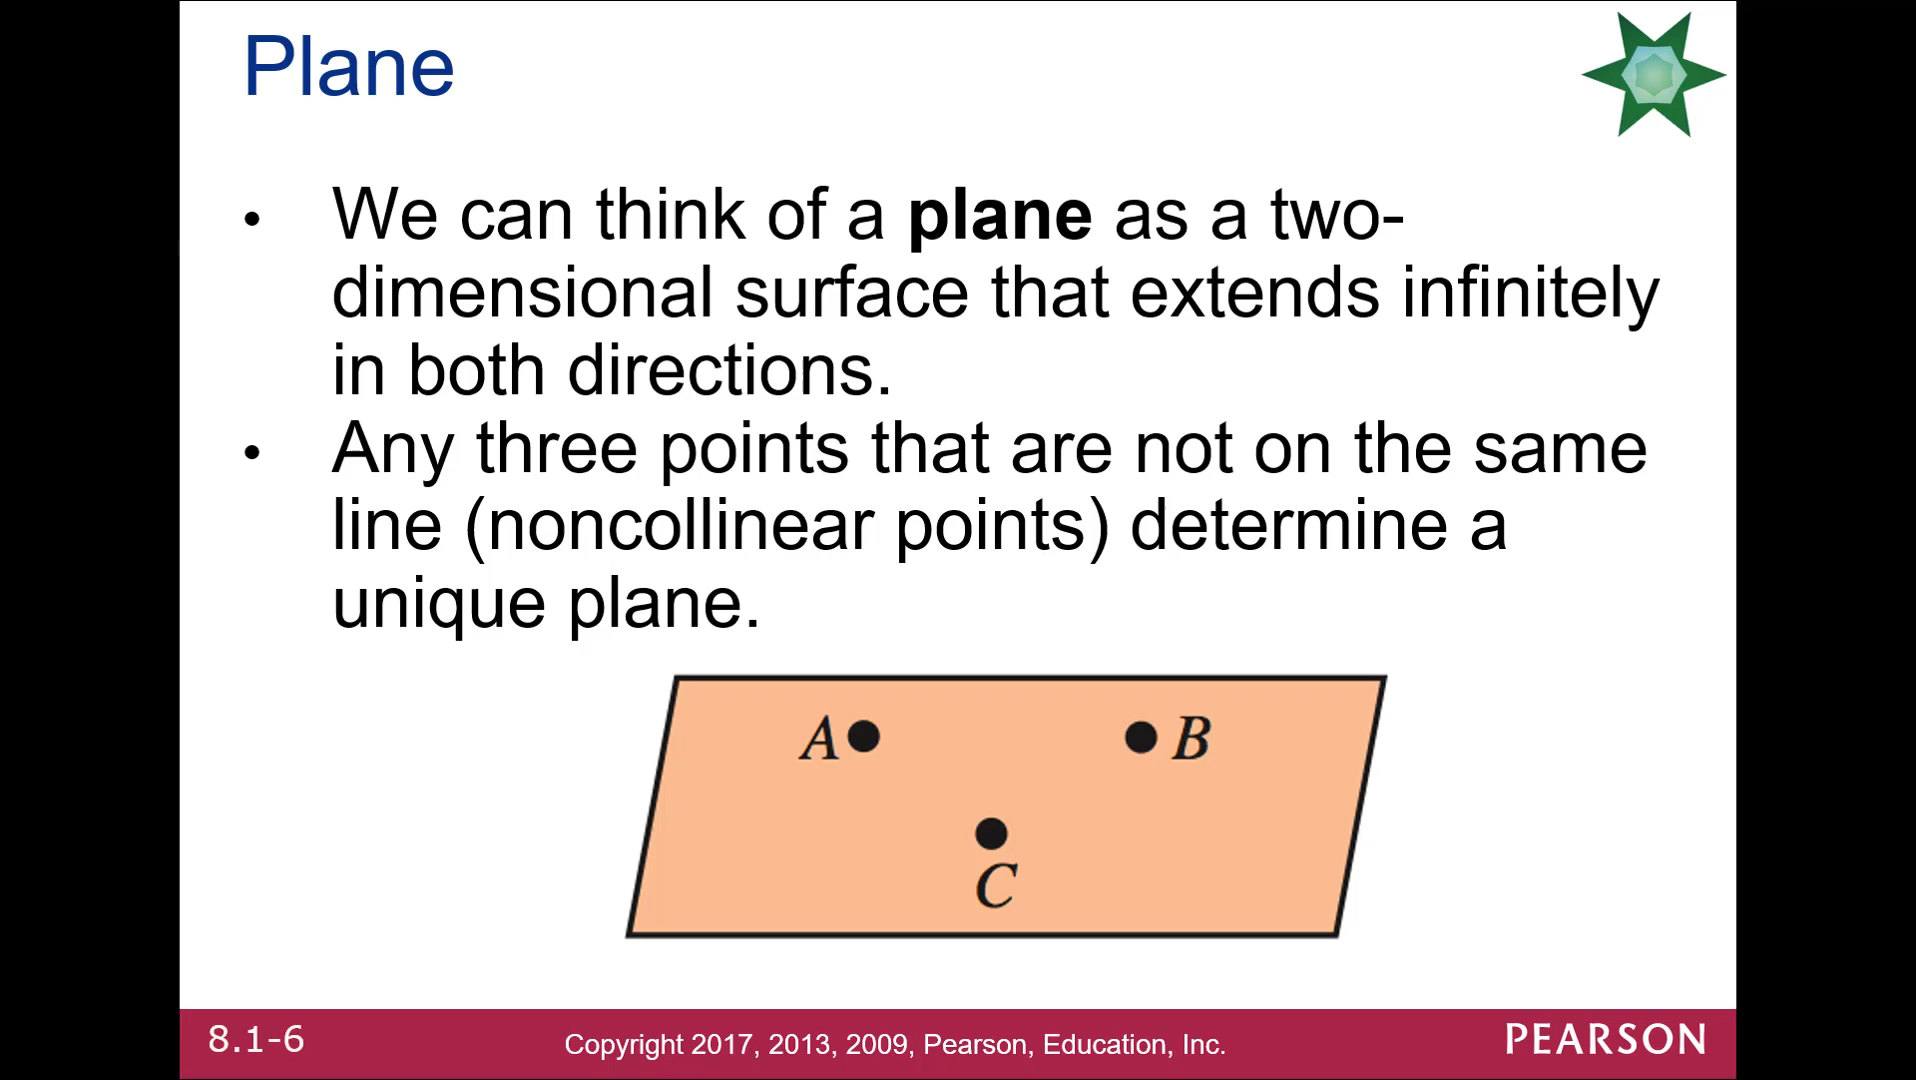 Plane
• We can think of a plane as a two-
dimensional surface that extends infinitely
in both directions.
• Any three points that are not on the same
line (noncollinear points) determine a
unique plane.
A B
C
8.1-6 Copyright 2017, 2013, 2009, Pearson, Education, Inc. PEARSON